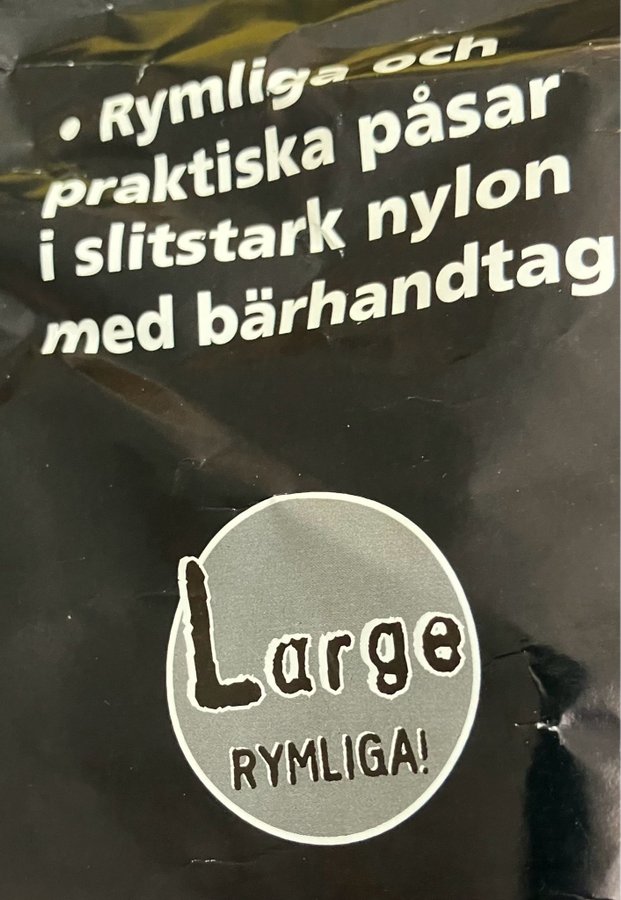 • Rymliga och
praktiska påsar
i slitstark nylon
med bärhandtag
Large
RYMLIGA!